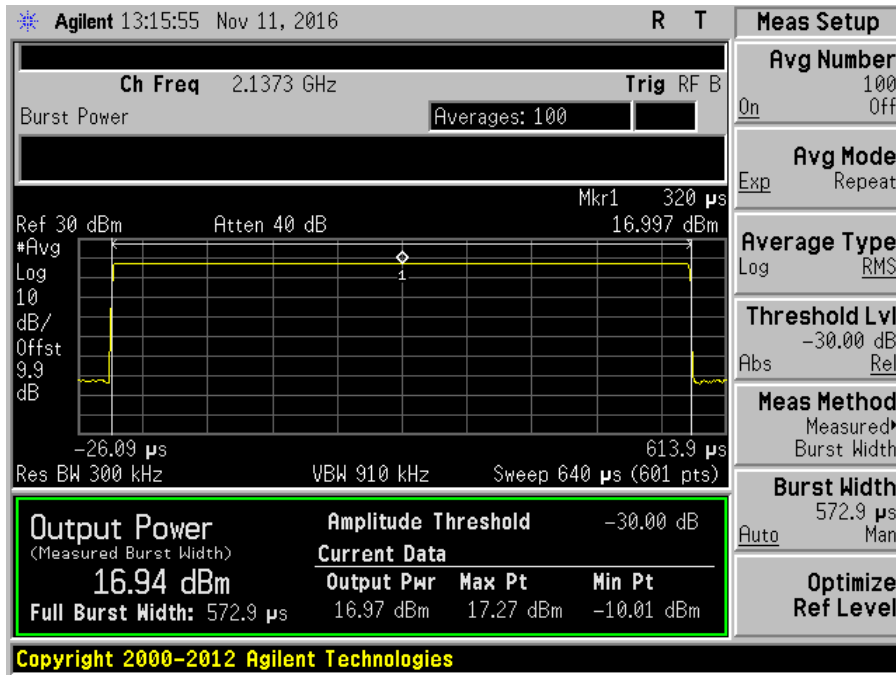 Agilent 13:15:55 Nov 11, 2016 R T
Ch Freq 2.1373 GHz Trig RF B
Burst Power Averages: 100
Mkr1 320 µs
Ref 30 dBm Atten 40 dB 16.997 dBm
#Avg
Log
10
dB/
Offst
9.9
dB
1
-26.09 µs 613.9 µs
Res BW 300 kHz VBW 910 kHz Sweep 640 µs (601 pts)
Output Power
(Measured Burst Width)
16.94 dBm
Full Burst Width: 572.9 µs
Amplitude Threshold -30.00 dB
Current Data
Output Pwr Max Pt Min Pt
16.97 dBm 17.27 dBm -10.01 dBm
Meas Setup
Avg Number
100
On Off
Avg Mode
Exp Repeat
Average Type
Log RMS
Threshold Lvl
-30.00 dB
Abs Rel
Meas Method
Measured
Burst Width
Burst Width
572.9 µs
Auto Man
Optimize
Ref Level
Copyright 2000-2012 Agilent Technologies